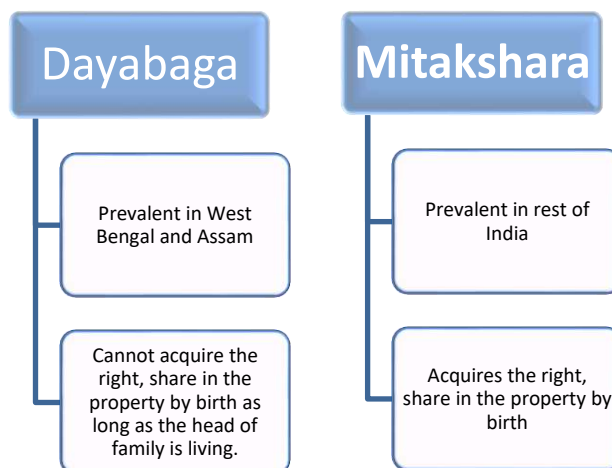 Dayabaga
Prevalent in West
Bengal and Assam
Cannot acquire the
right, share in the
property by birth as
long as the head of
family is living.
Mitakshara
Prevalent in rest of
India
Acquires the right,
share in the property by
birth